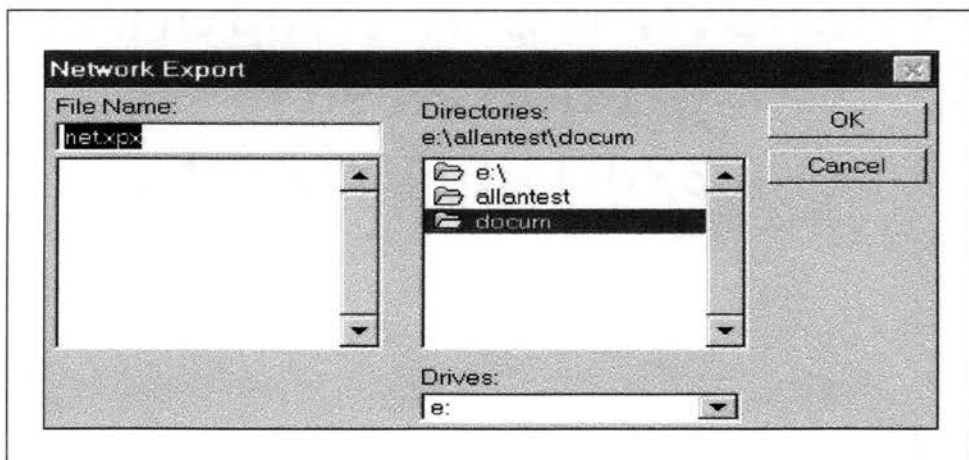 Network Export
File Name:
net.xpx
Directories:
e:\allantest\docum
e:\
allantest
docum
Drives:
e:
OK
Cancel